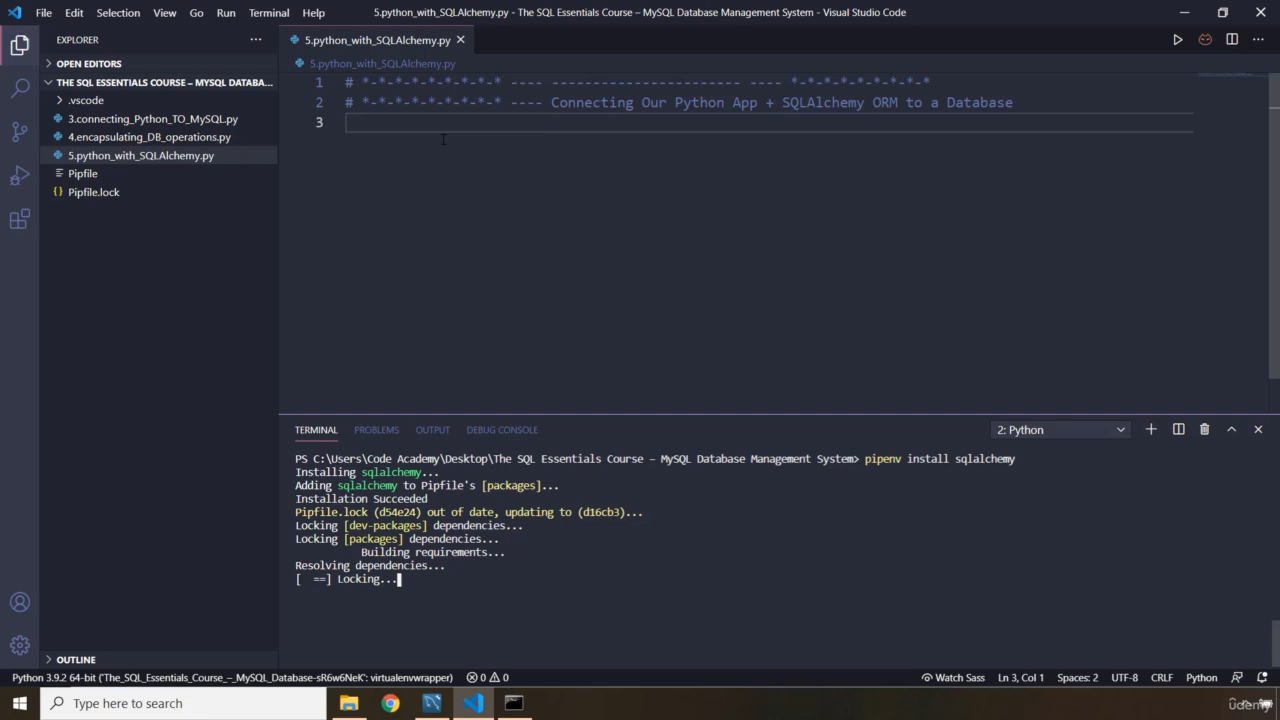 File Edit Selection View Go Run Terminal Help
5.python_with_SQLAlchemy.py - The SQL Essentials Course – MySQL Database Management System - Visual Studio Code
EXPLORER
OPEN EDITORS
THE SQL ESSENTIALS COURSE – MYSQL DATABA...
.vscode
3.connecting_Python_TO_MySQL.py
4.encapsulating_DB_operations.py
5.python_with_SQLAlchemy.py
Pipfile
{} Pipfile.lock
OUTLINE
5.python_with_SQLAlchemy.py
5.python_with_SQLAlchemy.py
1 # *-*-*-*-*-*-*-*-* ---- ----------------------- ---- *-*-*-*-*-*-*-*-*
2 # *-*-*-*-*-*-*-*-* ---- Connecting Our Python App + SQLAlchemy ORM to a Database
3
TERMINAL PROBLEMS OUTPUT DEBUG CONSOLE
2: Python
PS C:\Users\Code Academy\Desktop\The SQL Essentials Course – MySQL Database Management System> pipenv install sqlalchemy
Installing sqlalchemy...
Adding sqlalchemy to Pipfile's [packages]...
Installation Succeeded
Pipfile.lock (d54e24) out of date, updating to (d16cb3)...
Locking [dev-packages] dependencies...
Locking [packages] dependencies...
Building requirements...
Resolving dependencies...
[  ==] Locking...
Python 3.9.2 64-bit ('The_SQL_Essentials_Course_–_MySQL_Database-sR6w6NeK': virtualenvwrapper) 0 0
Watch Sass Ln 3, Col 1 Spaces: 2 UTF-8 CRLF Python
Type here to search
udemy